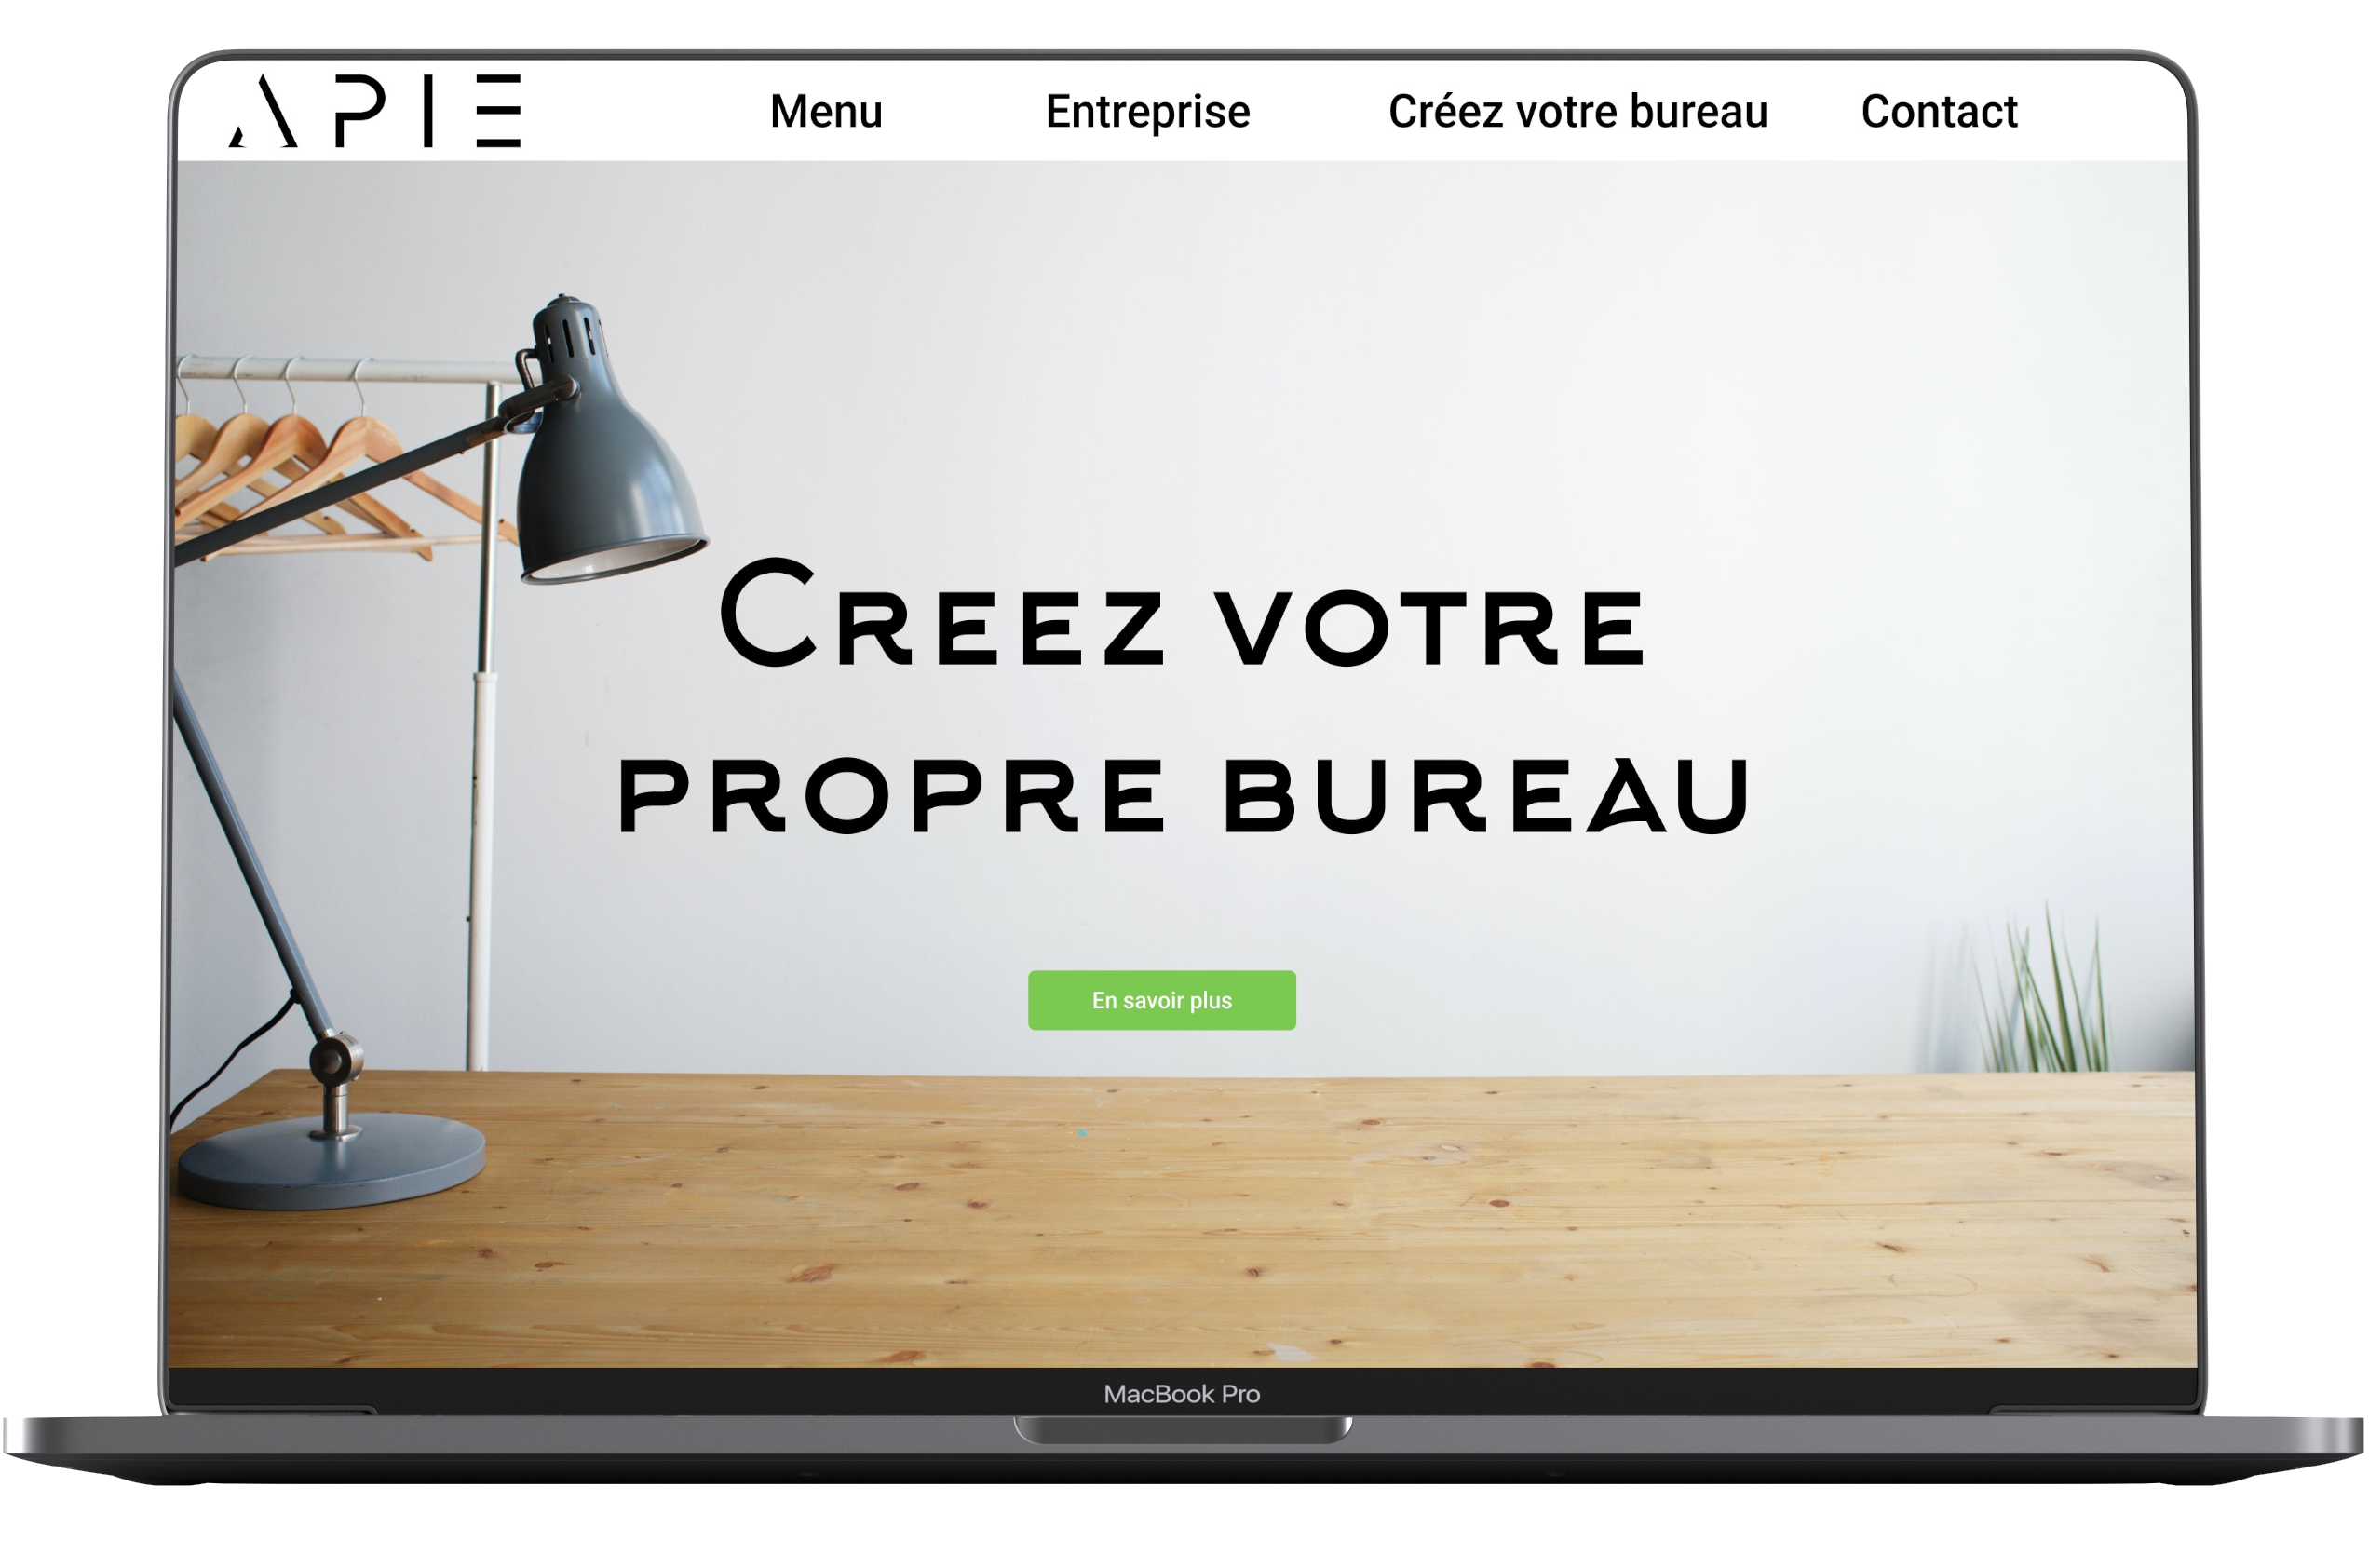 APIE
Menu Entreprise Créez votre bureau Contact
Creez votre
propre bureau
En savoir plus
MacBook Pro